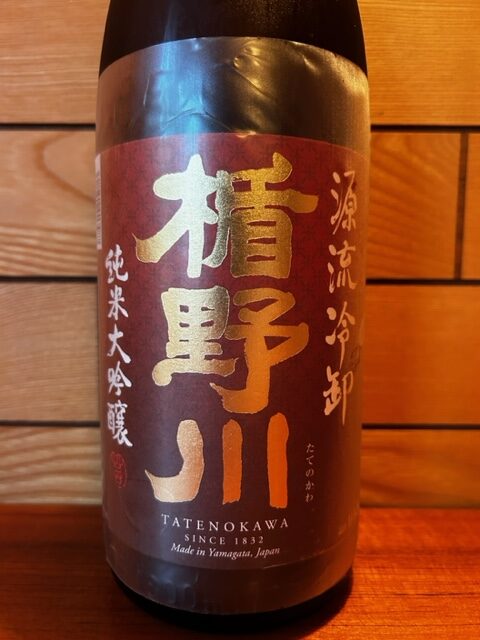 源流冷卸
楯野川
たてのかわ
純米大吟醸
TATENOKAWA
SINCE 1832
Made in Yamagata, Japan